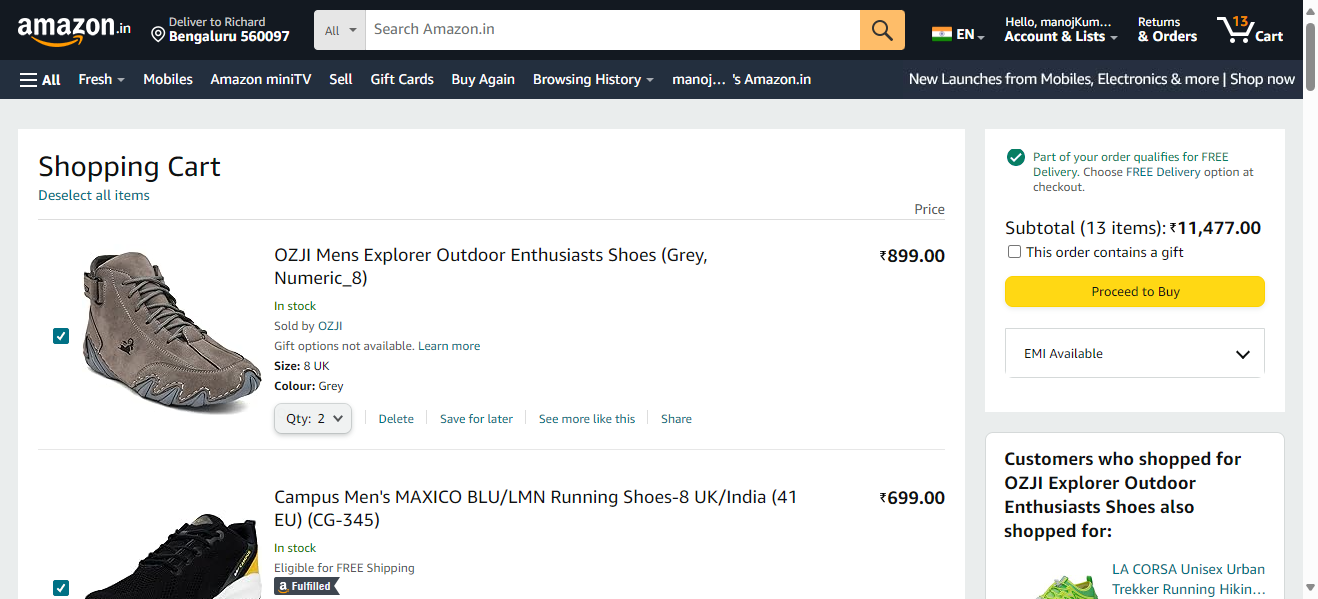 amazon.in
Deliver to Richard
Bengaluru 560097
All
Search Amazon.in
EN
Hello, manojKum...
Account & Lists
Returns
& Orders
13
Cart
All
Fresh
Mobiles
Amazon miniTV
Sell
Gift Cards
Buy Again
Browsing History
manoj... 's Amazon.in
New Launches from Mobiles, Electronics & more | Shop now
Shopping Cart
Deselect all items
Price
OZJI Mens Explorer Outdoor Enthusiasts Shoes (Grey,
Numeric_8)
₹899.00
In stock
Sold by OZJI
Gift options not available. Learn more
Size: 8 UK
Colour: Grey
Qty: 2
Delete
Save for later
See more like this
Share
Campus Men's MAXICO BLU/LMN Running Shoes-8 UK/India (41
EU) (CG-345)
₹699.00
In stock
Eligible for FREE Shipping
a Fulfilled
Part of your order qualifies for FREE
Delivery. Choose FREE Delivery option at
checkout.
Subtotal (13 items): ₹11,477.00
This order contains a gift
Proceed to Buy
EMI Available
Customers who shopped for
OZJI Explorer Outdoor
Enthusiasts Shoes also
shopped for:
LA CORSA Unisex Urban
Trekker Running Hikin...